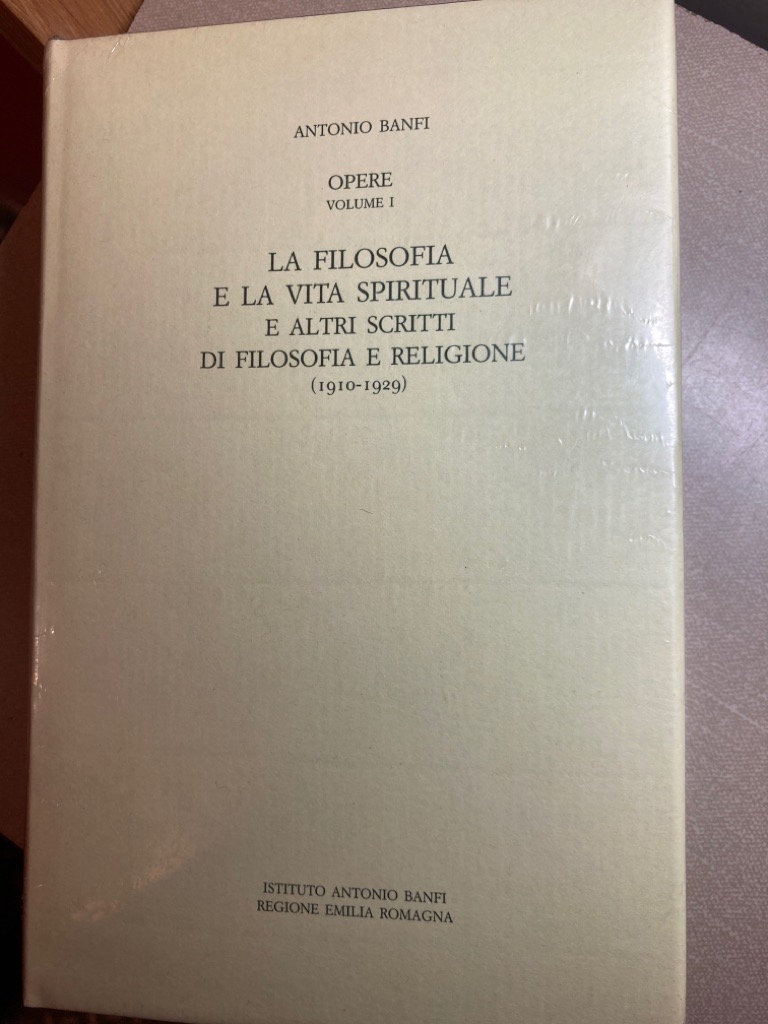 ANTONIO BANFI
OPERE
VOLUME I
LA FILOSOFIA
E LA VITA SPIRITUALE
E ALTRI SCRITTI
DI FILOSOFIA E RELIGIONE
(1910-1929)
ISTITUTO ANTONIO BANFI
REGIONE EMILIA ROMAGNA